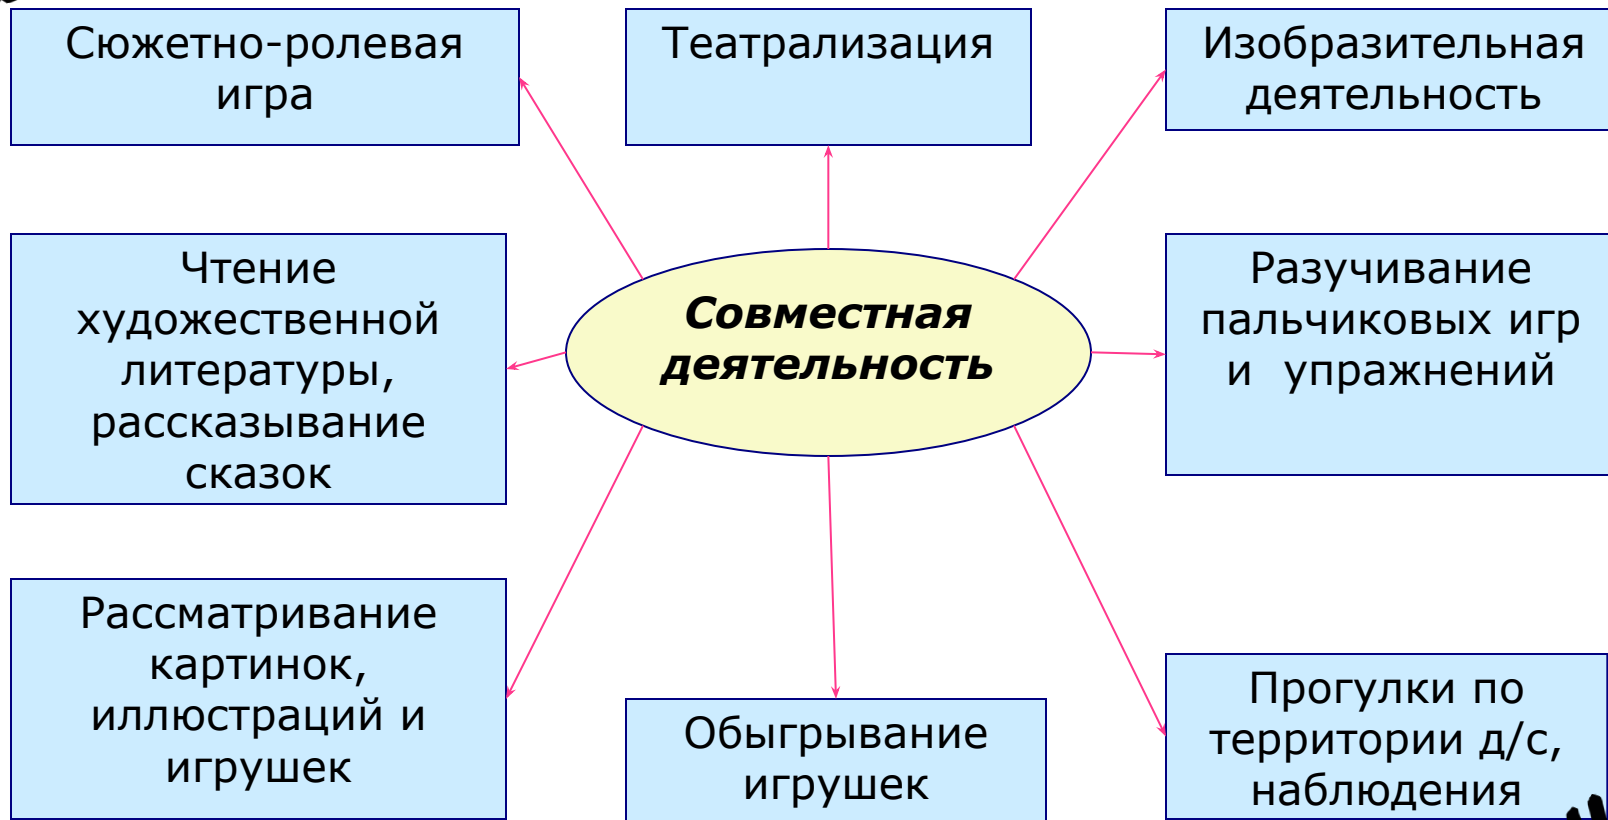 Сюжетно-ролевая
игра
Театрализация
Изобразительная
деятельность
Чтение
художественной
литературы,
рассказывание
сказок
Совместная
деятельность
Разучивание
пальчиковых игр
и упражнений
Рассматривание
картинок,
иллюстраций и
игрушек
Обыгрывание
игрушек
Прогулки по
территории д/с,
наблюдения